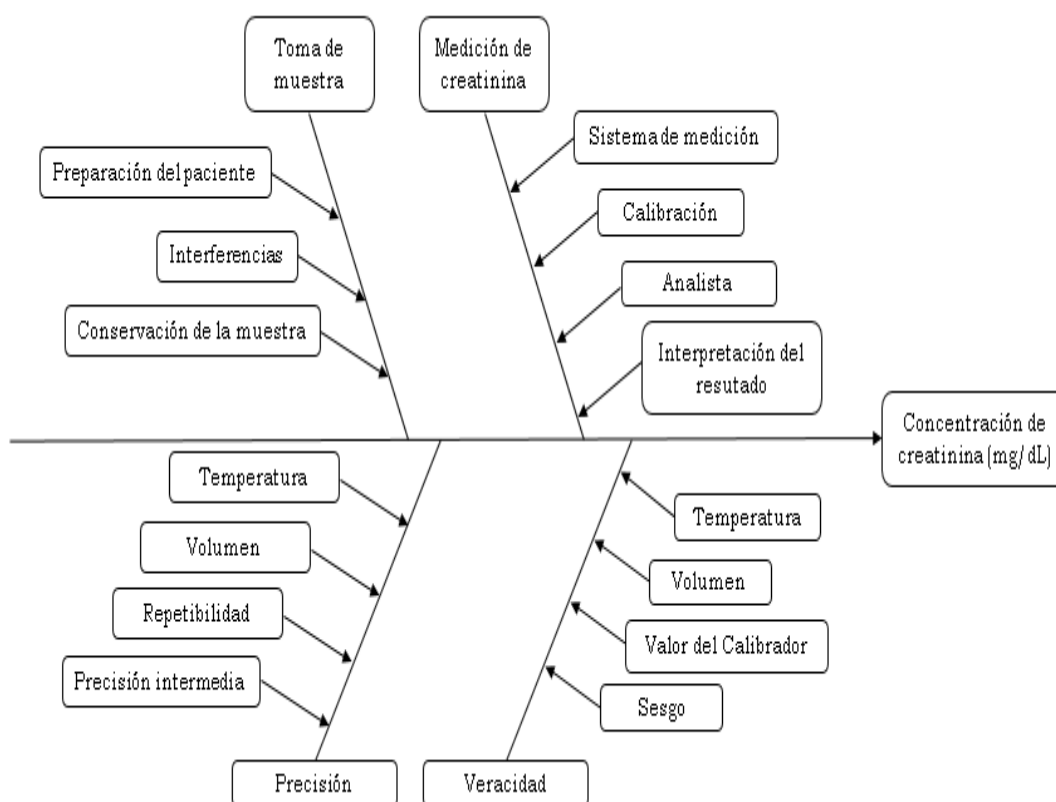 Toma de
muestra
Medición de
creatinina
Sistema de medición
Preparación del paciente
Calibración
Interferencias
Analista
Conservación de la muestra
Interpretación del
resutado
Concentración de
creatinina (mg/dL)
Temperatura
Temperatura
Volumen
Volumen
Repetibilidad
Valor del Calibrador
Precisión intermedia
Sesgo
Precisión
Veracidad